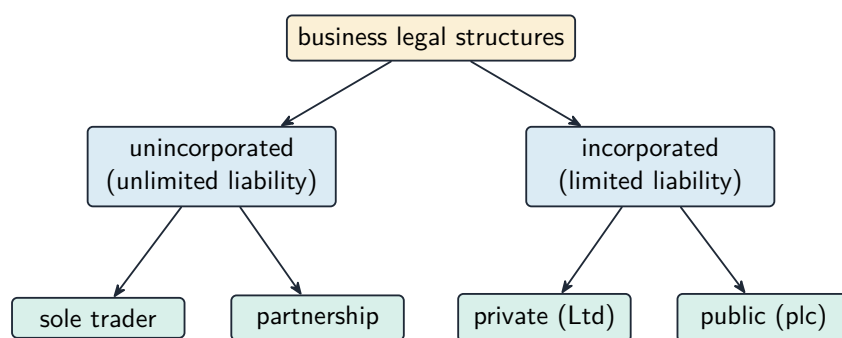 business legal structures
unincorporated
(unlimited liability)
incorporated
(limited liability)
sole trader
partnership
private (Ltd)
public (plc)